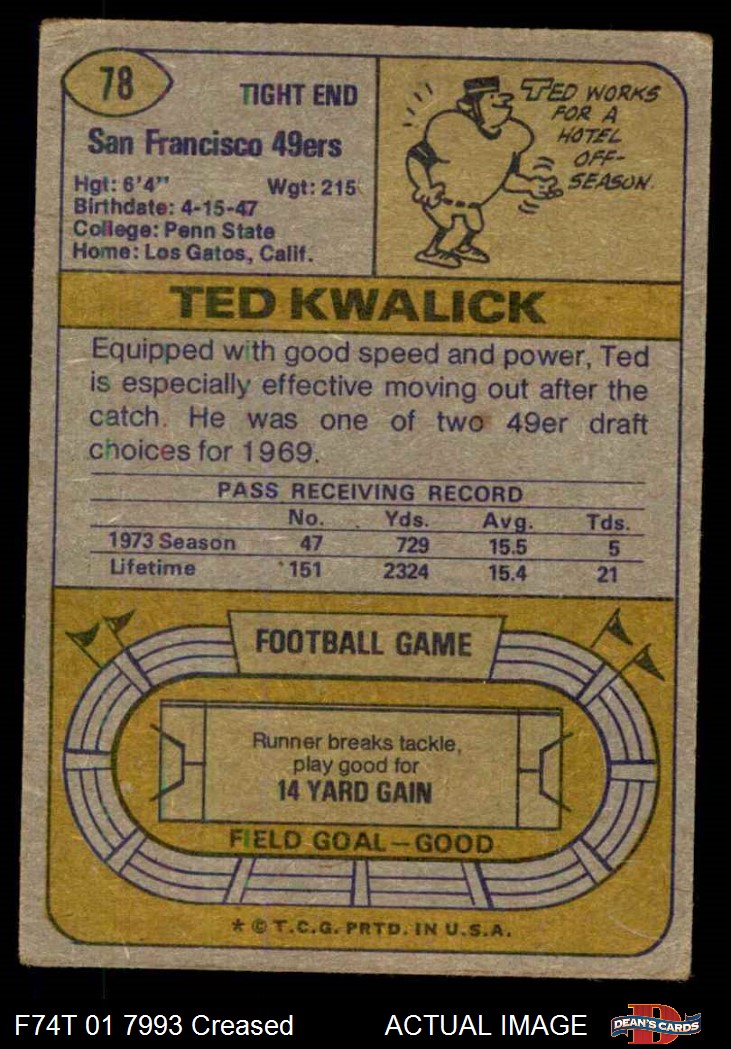 78
TIGHT END
San Francisco 49ers
Hgt: 6'4" Wgt: 215
Birthdate: 4-15-47
College: Penn State
Home: Los Gatos, Calif.
TED WORKS
FOR A
HOTEL
OFF-
SEASON.
TED KWALICK
Equipped with good speed and power, Ted
is especially effective moving out after the
catch. He was one of two 49er draft
choices for 1969.
PASS RECEIVING RECORD
No. Yds. Avg. Tds.
1973 Season 47 729 15.5 5
Lifetime 151 2324 15.4 21
FOOTBALL GAME
Runner breaks tackle,
play good for
14 YARD GAIN
FIELD GOAL—GOOD
* © T.C.G. PRTD. IN U.S.A.
F74T 01 7993 Creased ACTUAL IMAGE
D
DEAN'S CARDS